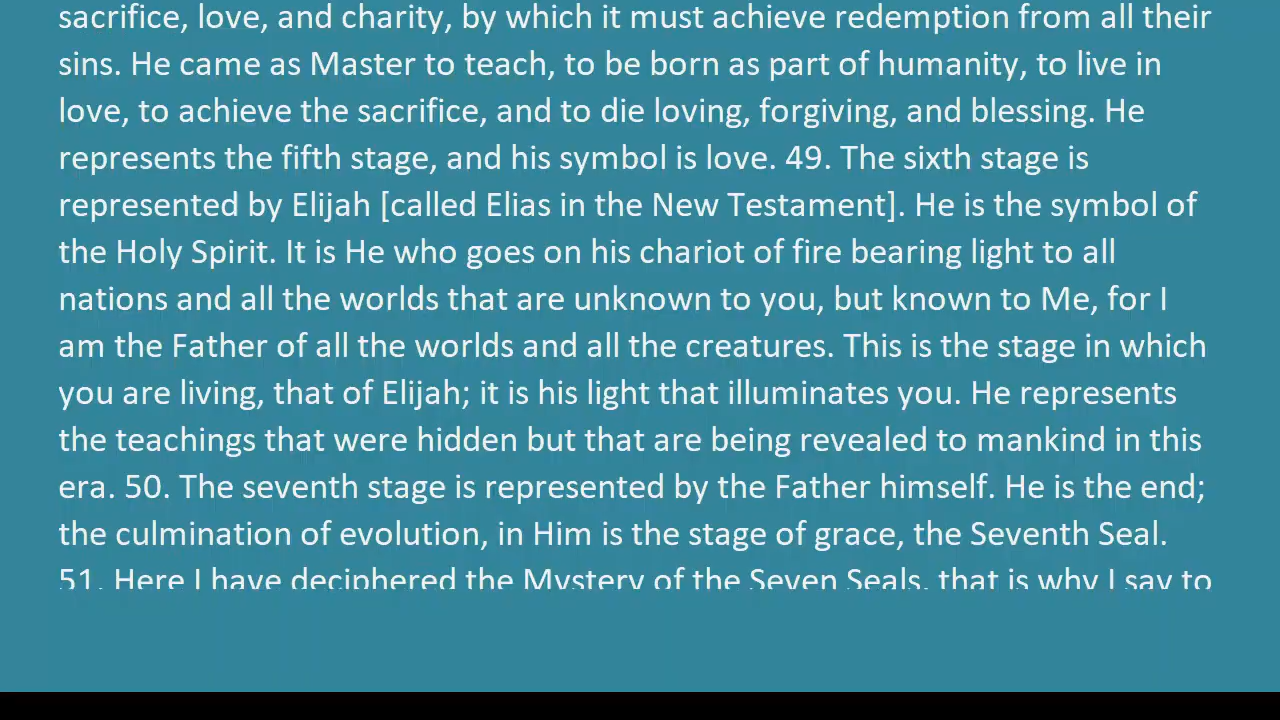 sacrifice, love, and charity, by which it must achieve redemption from all their
sins. He came as Master to teach, to be born as part of humanity, to live in
love, to achieve the sacrifice, and to die loving, forgiving, and blessing. He
represents the fifth stage, and his symbol is love. 49. The sixth stage is
represented by Elijah [called Elias in the New Testament]. He is the symbol of
the Holy Spirit. It is He who goes on his chariot of fire bearing light to all
nations and all the worlds that are unknown to you, but known to Me, for I
am the Father of all the worlds and all the creatures. This is the stage in which
you are living, that of Elijah; it is his light that illuminates you. He represents
the teachings that were hidden but that are being revealed to mankind in this
era. 50. The seventh stage is represented by the Father himself. He is the end;
the culmination of evolution, in Him is the stage of grace, the Seventh Seal.
51. Here I have deciphered the Mystery of the Seven Seals, that is why I say to